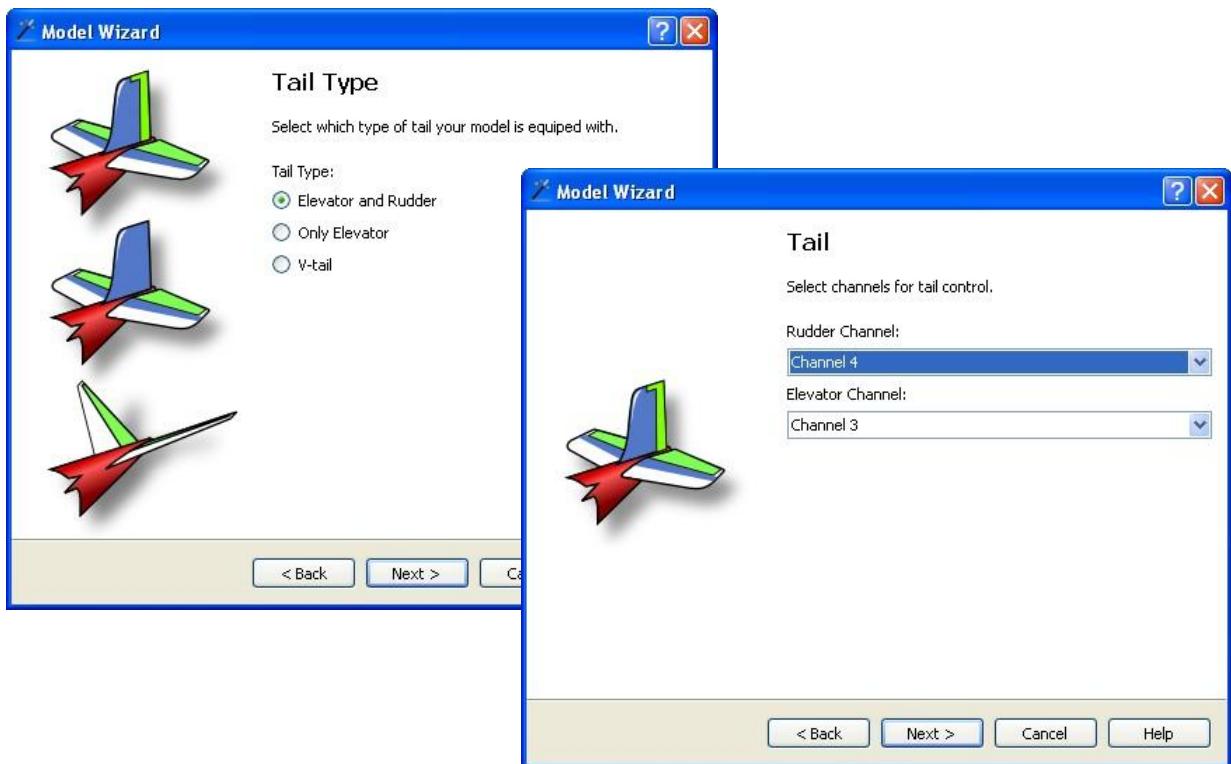 Model Wizard
Tail Type
Select which type of tail your model is equiped with.
Tail Type:
Elevator and Rudder
Only Elevator
V-tail
< Back
Next >
Model Wizard
Tail
Select channels for tail control.
Rudder Channel:
Channel 4
Elevator Channel:
Channel 3
< Back
Next >
Cancel
Help